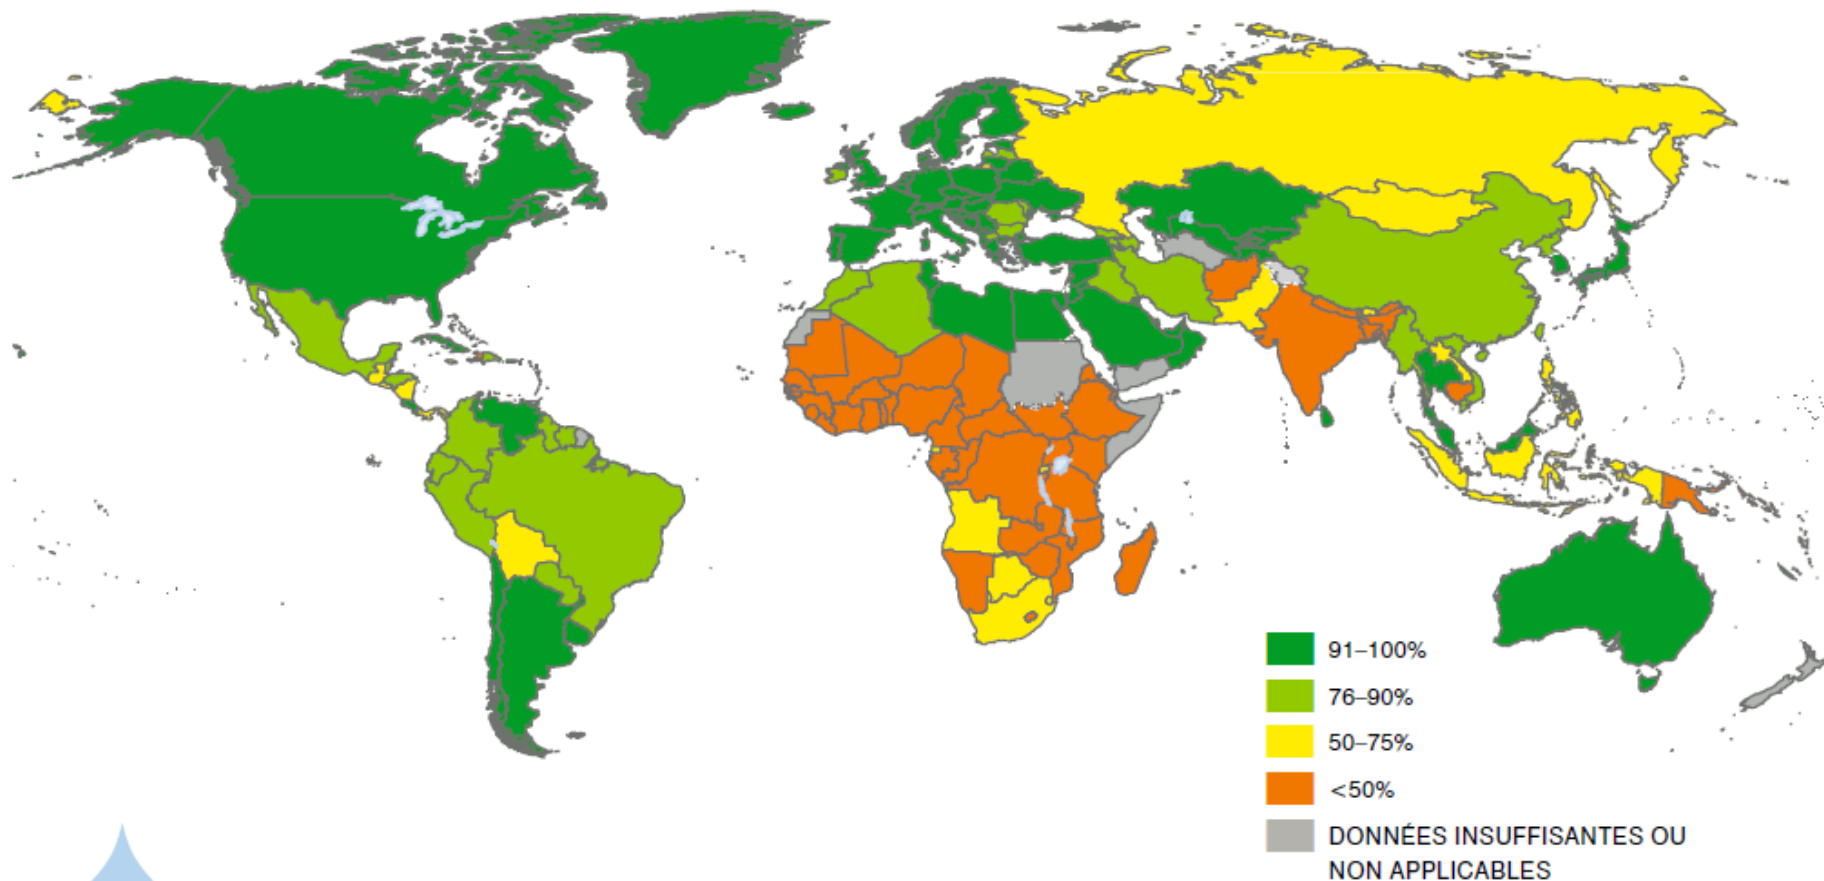 91–100%
76–90%
50–75%
<50%
DONNÉES INSUFFISANTES OU
NON APPLICABLES